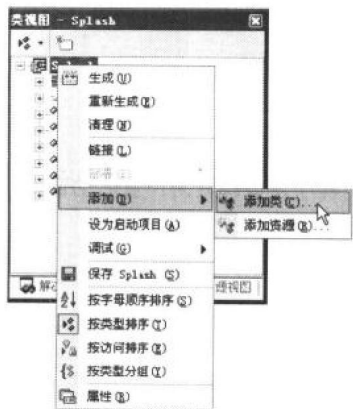 类视图 - Splash
生成(U)
重新生成(E)
清理(N)
链接(L)
添加(D)
添加类(C)...
添加资源(R)...
设为启动项目(A)
调试(G)
保存 Splash (S)
按字母顺序排序(S)
按类型排序(T)
按访问排序(E)
按类型分组(T)
属性(R)